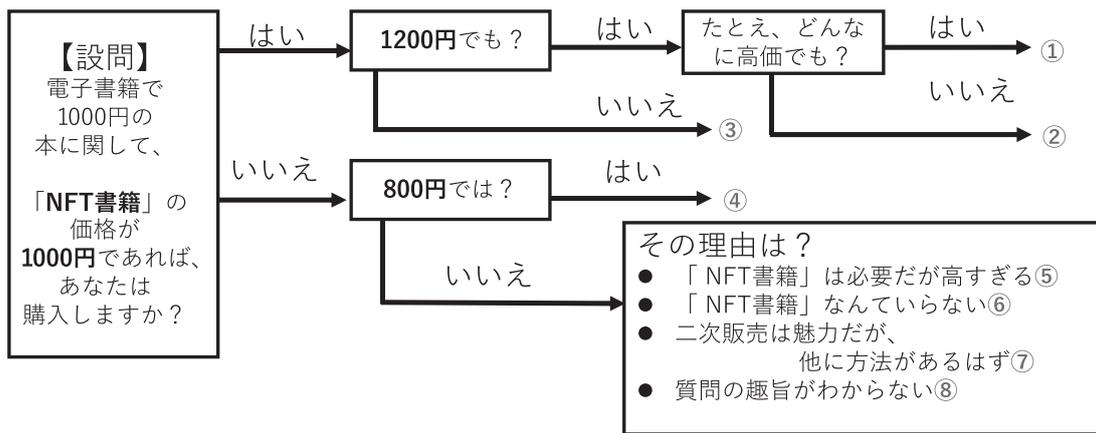 【設問】
電子書籍で
1000円の
本に関して、
「NFT書籍」の
価格が
1000円であれば、
あなたは
購入しますか？
はい
1200円でも？
はい
たとえ、どんな
に高価でも？
はい
①
いいえ
②
いいえ
③
いいえ
800円では？
はい
④
いいえ
その理由は？
● 「 NFT書籍」は必要だが高すぎる⑤
● 「 NFT書籍」なんていらない⑥
● 二次販売は魅力だが、
他に方法があるはず⑦
● 質問の趣旨がわからない⑧